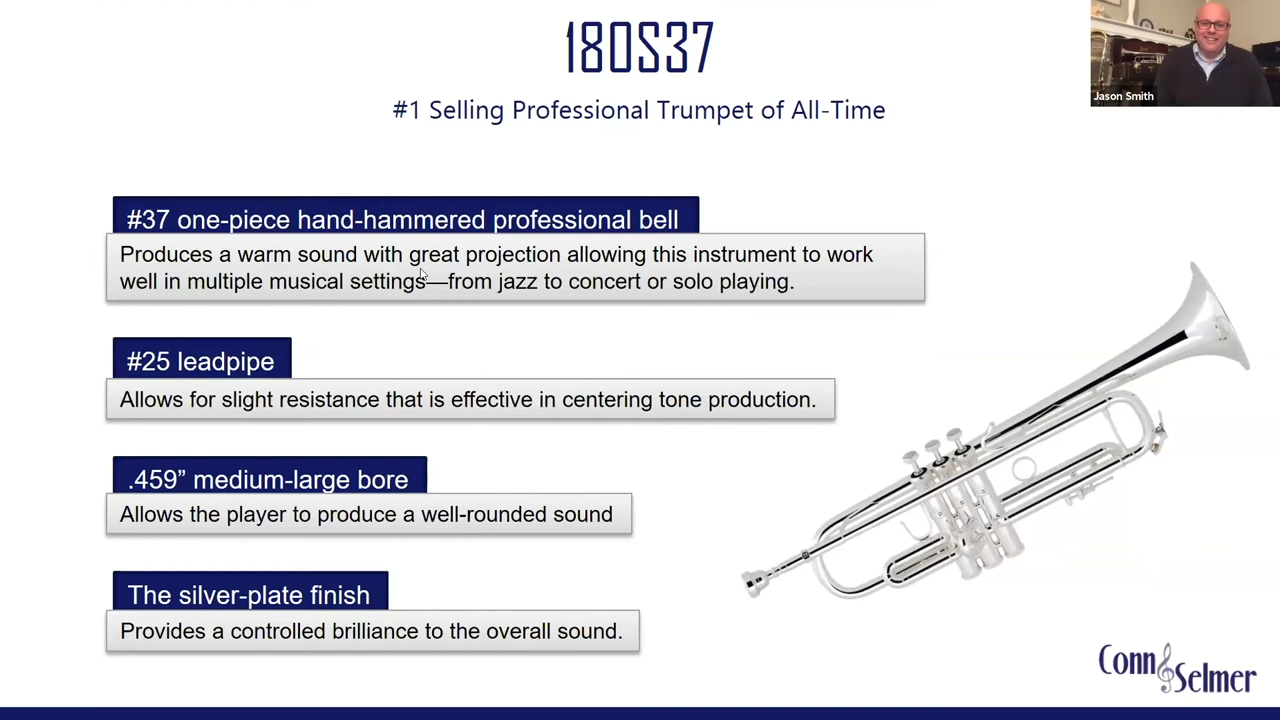 180S37
#1 Selling Professional Trumpet of All-Time
Jason Smith
#37 one-piece hand-hammered professional bell
Produces a warm sound with great projection allowing this instrument to work
well in multiple musical settings—from jazz to concert or solo playing.
#25 leadpipe
Allows for slight resistance that is effective in centering tone production.
.459” medium-large bore
Allows the player to produce a well-rounded sound
The silver-plate finish
Provides a controlled brilliance to the overall sound.
Conn Selmer